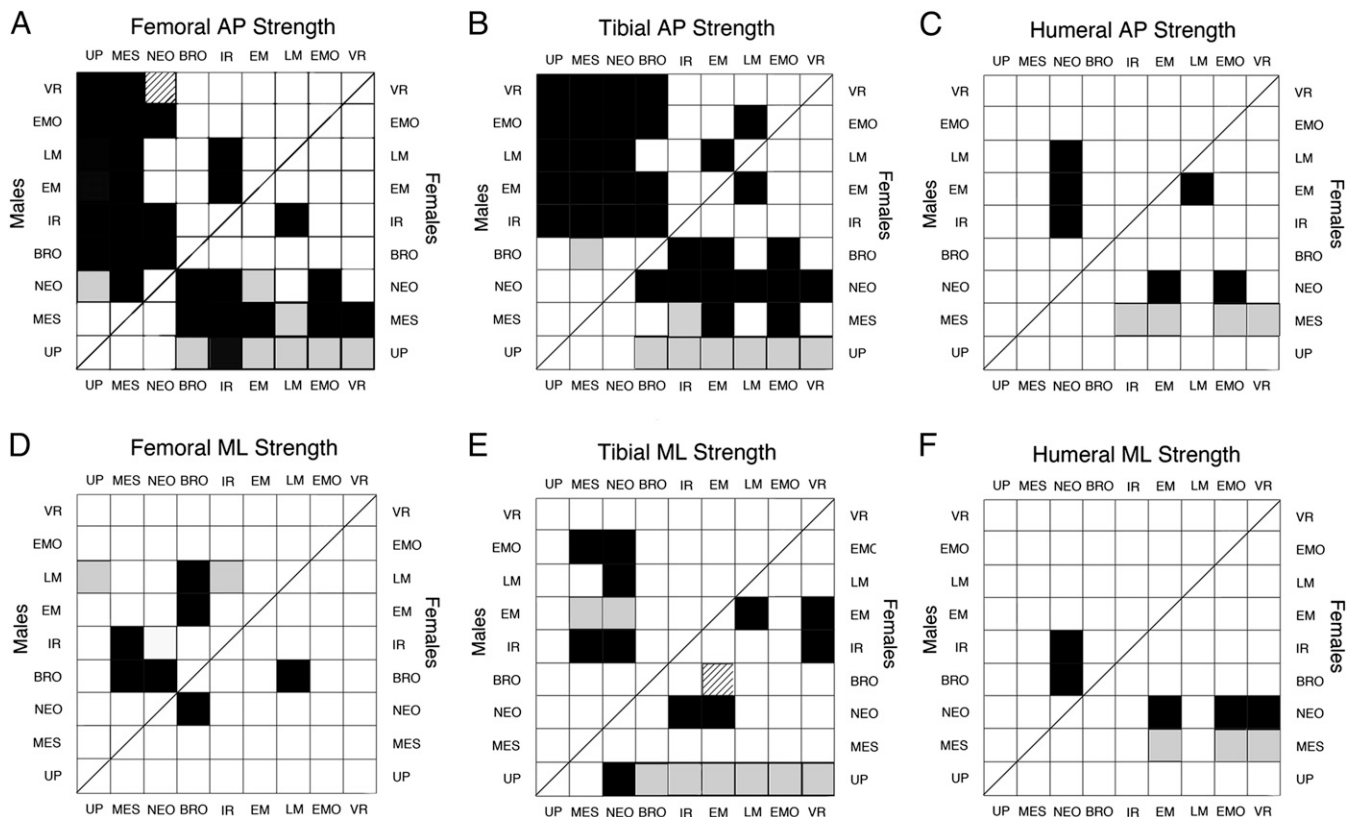 A Femoral AP Strength
UP MES NEO BRO IR EM LM EMO VR
VR VR
EMO EMO
LM LM
EM EM
IR IR
BRO BRO
NEO NEO
MES MES
UP UP
Males
Females
UP MES NEO BRO IR EM LM EMO VR
B Tibial AP Strength
UP MES NEO BRO IR EM LM EMO VR
VR VR
EMO EMO
LM LM
EM EM
IR IR
BRO BRO
NEO NEO
MES MES
UP UP
Males
Females
UP MES NEO BRO IR EM LM EMO VR
C Humeral AP Strength
UP MES NEO BRO IR EM LM EMO VR
VR VR
EMO EMO
LM LM
EM EM
IR IR
BRO BRO
NEO NEO
MES MES
UP UP
Males
Females
UP MES NEO BRO IR EM LM EMO VR
D Femoral ML Strength
UP MES NEO BRO IR EM LM EMO VR
VR VR
EMO EMO
LM LM
EM EM
IR IR
BRO BRO
NEO NEO
MES MES
UP UP
Males
Females
UP MES NEO BRO IR EM LM EMO VR
E Tibial ML Strength
UP MES NEO BRO IR EM LM EMO VR
VR VR
EMO EMC
LM LM
EM EM
IR IR
BRO BRO
NEO NEO
MES MES
UP UP
Males
Females
UP MES NEO BRO IR EM LM EMO VR
F Humeral ML Strength
UP MES NEO BRO IR EM LM EMO VR
VR VR
EMO EMO
LM LM
EM EM
IR IR
BRO BRO
NEO NEO
MES MES
UP UP
Males
Females
UP MES NEO BRO IR EM LM EMO VR